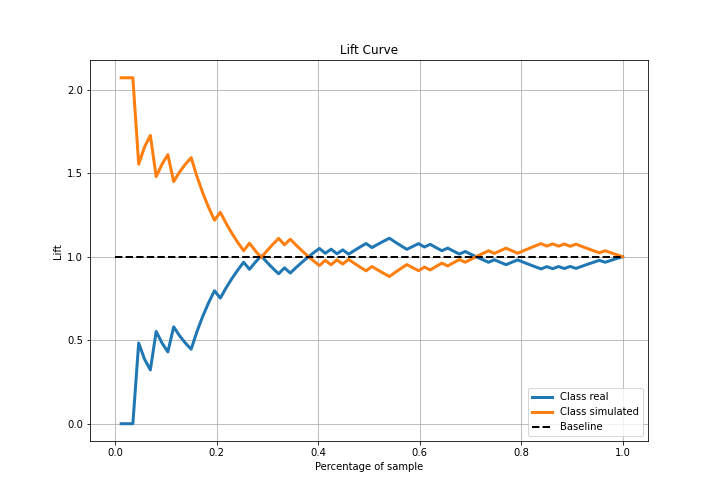 Lift Curve
Lift
2.0
1.5
1.0
0.5
0.0
0.0 0.2 0.4 0.6 0.8 1.0
Percentage of sample
Class real
Class simulated
Baseline